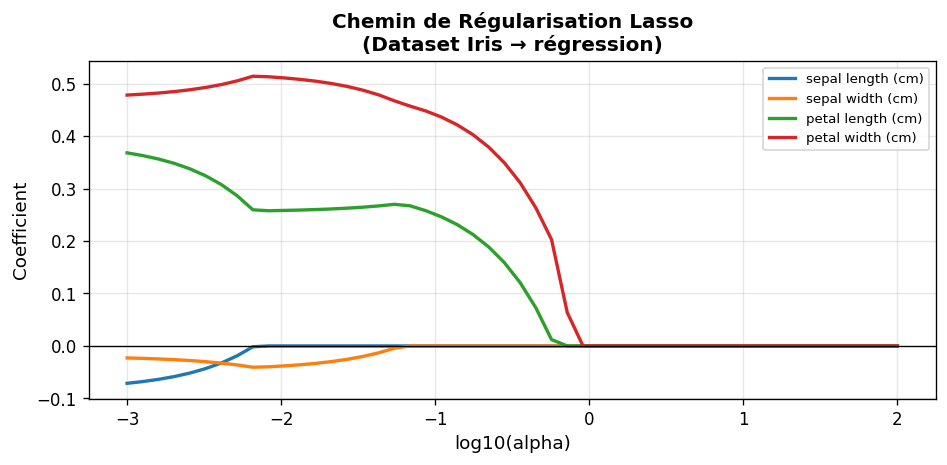 Chemin de Régularisation Lasso
(Dataset Iris → régression)
Coefficient
0.5
0.4
0.3
0.2
0.1
0.0
−0.1
sepal length (cm)
sepal width (cm)
petal length (cm)
petal width (cm)
−3
−2
−1
0
1
2
log10(alpha)